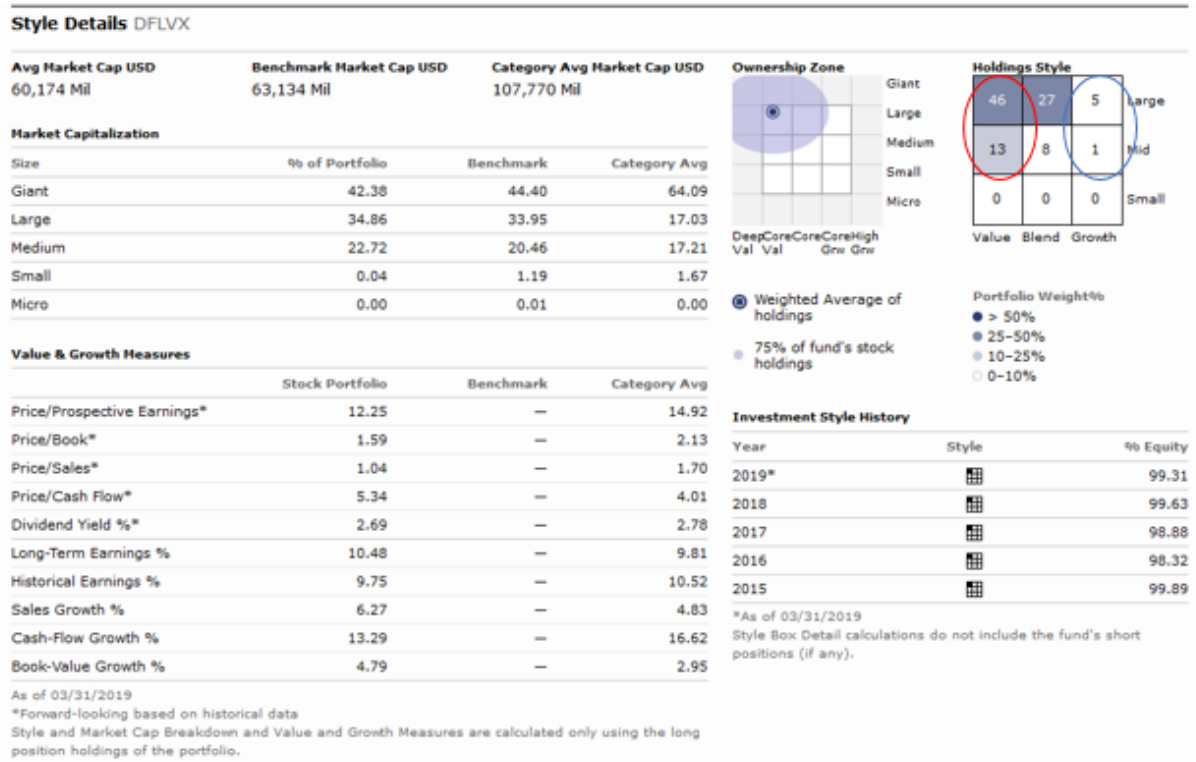 Style Details DFLVX
Avg Market Cap USD Benchmark Market Cap USD Category Avg Market Cap USD
60,174 Mil 63,134 Mil 107,770 Mil
Market Capitalization
Size % of Portfolio Benchmark Category Avg
Giant 42.38 44.40 64.09
Large 34.86 33.95 17.03
Medium 22.72 20.46 17.21
Small 0.04 1.19 1.67
Micro 0.00 0.01 0.00
Value & Growth Measures
Stock Portfolio Benchmark Category Avg
Price/Prospective Earnings* 12.25 — 14.92
Price/Book* 1.59 — 2.13
Price/Sales* 1.04 — 1.70
Price/Cash Flow* 5.34 — 4.01
Dividend Yield %* 2.69 — 2.78
Long-Term Earnings % 10.48 — 9.81
Historical Earnings % 9.75 — 10.52
Sales Growth % 6.27 — 4.83
Cash-Flow Growth % 13.29 — 16.62
Book-Value Growth % 4.79 — 2.95
As of 03/31/2019
*Forward-looking based on historical data
Style and Market Cap Breakdown and Value and Growth Measures are calculated only using the long
position holdings of the portfolio.
Ownership Zone
Giant
Large
Medium
Small
Micro
Deep Core Core Core High
Val Val Grw Grw
Weighted Average of
holdings
75% of fund's stock
holdings
Holdings Style
46 27 5 Large
13 8 1 Mid
0 0 0 Small
Value Blend Growth
Portfolio Weight%
> 50%
25-50%
10-25%
0-10%
Investment Style History
Year Style % Equity
2019* 99.31
2018 99.63
2017 98.88
2016 98.32
2015 99.89
*As of 03/31/2019
Style Box Detail calculations do not include the fund's short
positions (if any).